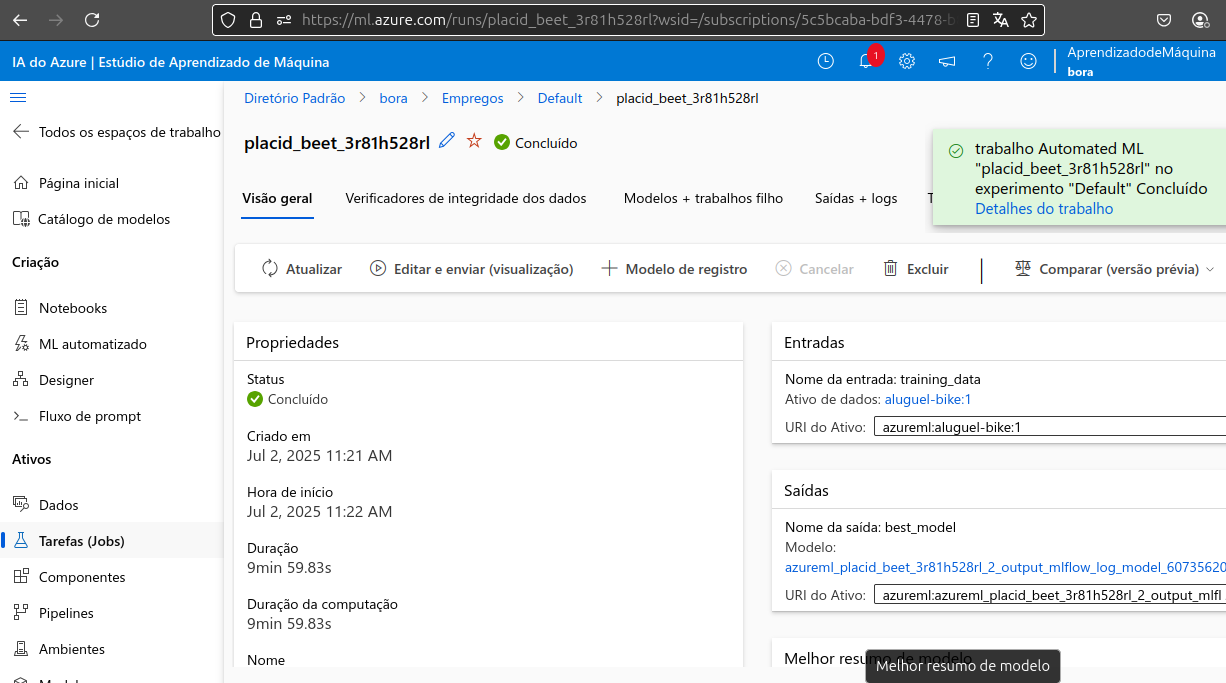 https://ml.azure.com/runs/placid_beet_3r81h528rl?wsid=/subscriptions/5c5bcaba-bdf3-4478-b
IA do Azure | Estúdio de Aprendizado de Máquina
1
AprendizadodeMáquina
bora
Todos os espaços de trabalho
Página inicial
Catálogo de modelos
Criação
Notebooks
ML automatizado
Designer
Fluxo de prompt
Ativos
Dados
Tarefas (Jobs)
Componentes
Pipelines
Ambientes
Diretório Padrão > bora > Empregos > Default > placid_beet_3r81h528rl
placid_beet_3r81h528rl Concluído
trabalho Automated ML
"placid_beet_3r81h528rl" no
experimento "Default" Concluído
Detalhes do trabalho
Visão geral Verificadores de integridade dos dados Modelos + trabalhos filho Saídas + logs
Atualizar Editar e enviar (visualização) Modelo de registro Cancelar Excluir Comparar (versão prévia)
Propriedades
Status
Concluído
Criado em
Jul 2, 2025 11:21 AM
Hora de início
Jul 2, 2025 11:22 AM
Duração
9min 59.83s
Duração da computação
9min 59.83s
Nome
Entradas
Nome da entrada: training_data
Ativo de dados: aluguel-bike:1
URI do Ativo: azureml:aluguel-bike:1
Saídas
Nome da saída: best_model
Modelo:
azureml_placid_beet_3r81h528rl_2_output_mlflow_log_model_60735620
URI do Ativo: azureml:azureml_placid_beet_3r81h528rl_2_output_mlfl
Melhor resumo de modelo
Melhor resumo de modelo